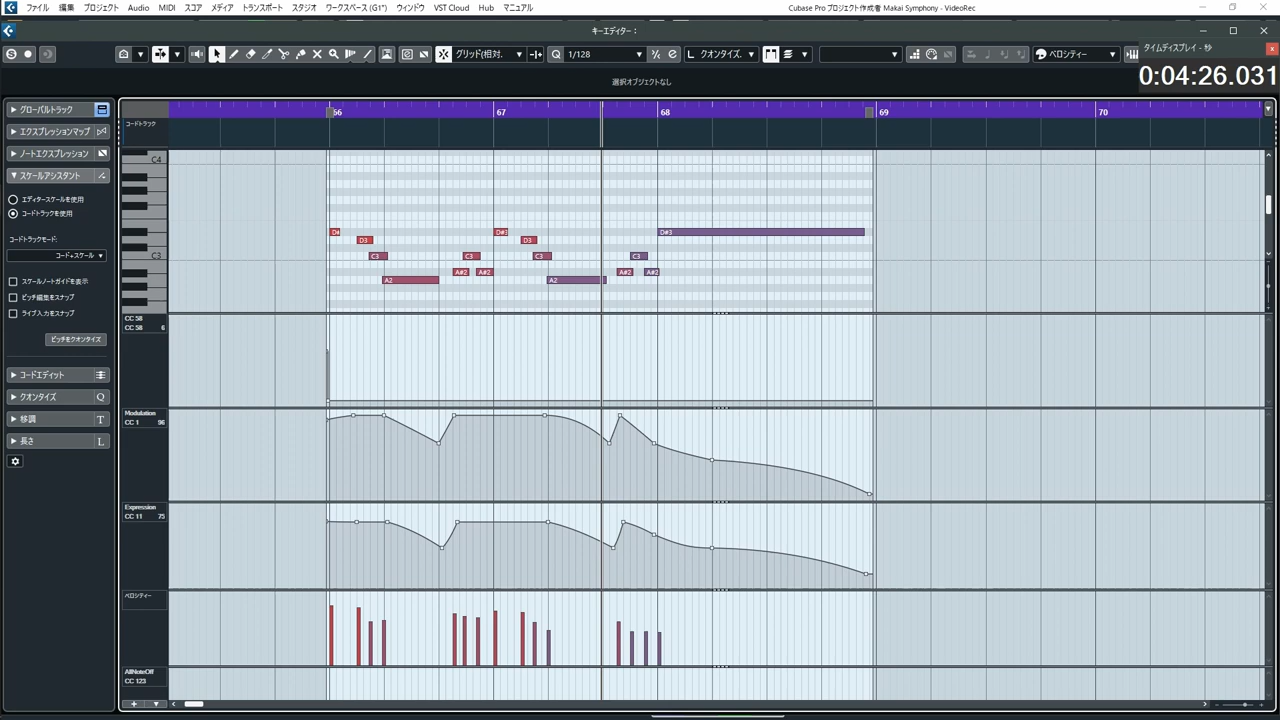 ファイル 編集 プロジェクト Audio MIDI スコア メディア トランスポート スタジオ ワークスペース (G1*) ウィンドウ VST Cloud Hub マニュアル Cubase Pro プロジェクト作成者 Makai Symphony - VideoRec
キーエディター：
タイムディスプレイ - 秒
グリッド(相対. 1/128 L クオンタイズ. ベロシティー
0:04:26.031
選択オブジェクトなし
グローバルトラック
エクスプレッションマップ
ノートエクスプレッション
スケールアシスタント
エディタースケールを使用
コードトラックを使用
コードトラックモード:
コード+スケール
スケールノートガイドを表示
ピッチ編集をスナップ
ライブ入力をスナップ
ピッチをクオンタイズ
コードエディット
クオンタイズ Q
移調 T
長さ L
66 67 68 69 70
コードトラック
C4
D# D#3 D#3
D3 D3
C3 C3 C3 C3 C3
A#2 A#2 A#2 A#2
A2 A2
CC 58
CC 58 6
Modulation
CC 1 96
Expression
CC 11 75
ベロシティー
AllNoteOff
CC 123